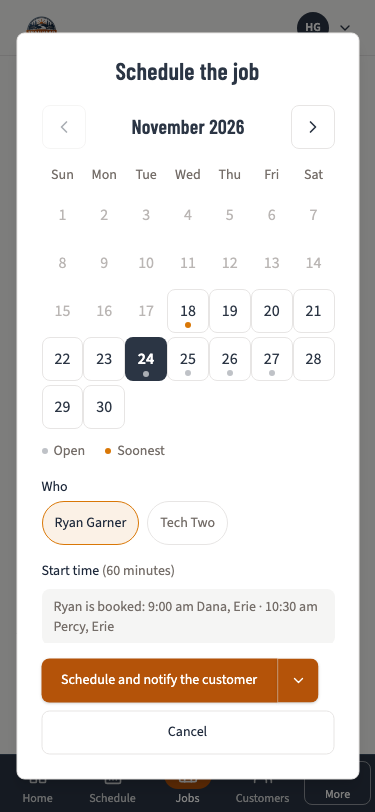 HG
Schedule the job
November 2026
Sun Mon Tue Wed Thu Fri Sat
1 2 3 4 5 6 7
8 9 10 11 12 13 14
15 16 17 18 19 20 21
22 23 24 25 26 27 28
29 30
Open Soonest
Who
Ryan Garner Tech Two
Start time (60 minutes)
Ryan is booked: 9:00 am Dana, Erie · 10:30 am
Percy, Erie
Schedule and notify the customer
Cancel
Home Schedule Jobs Customers More